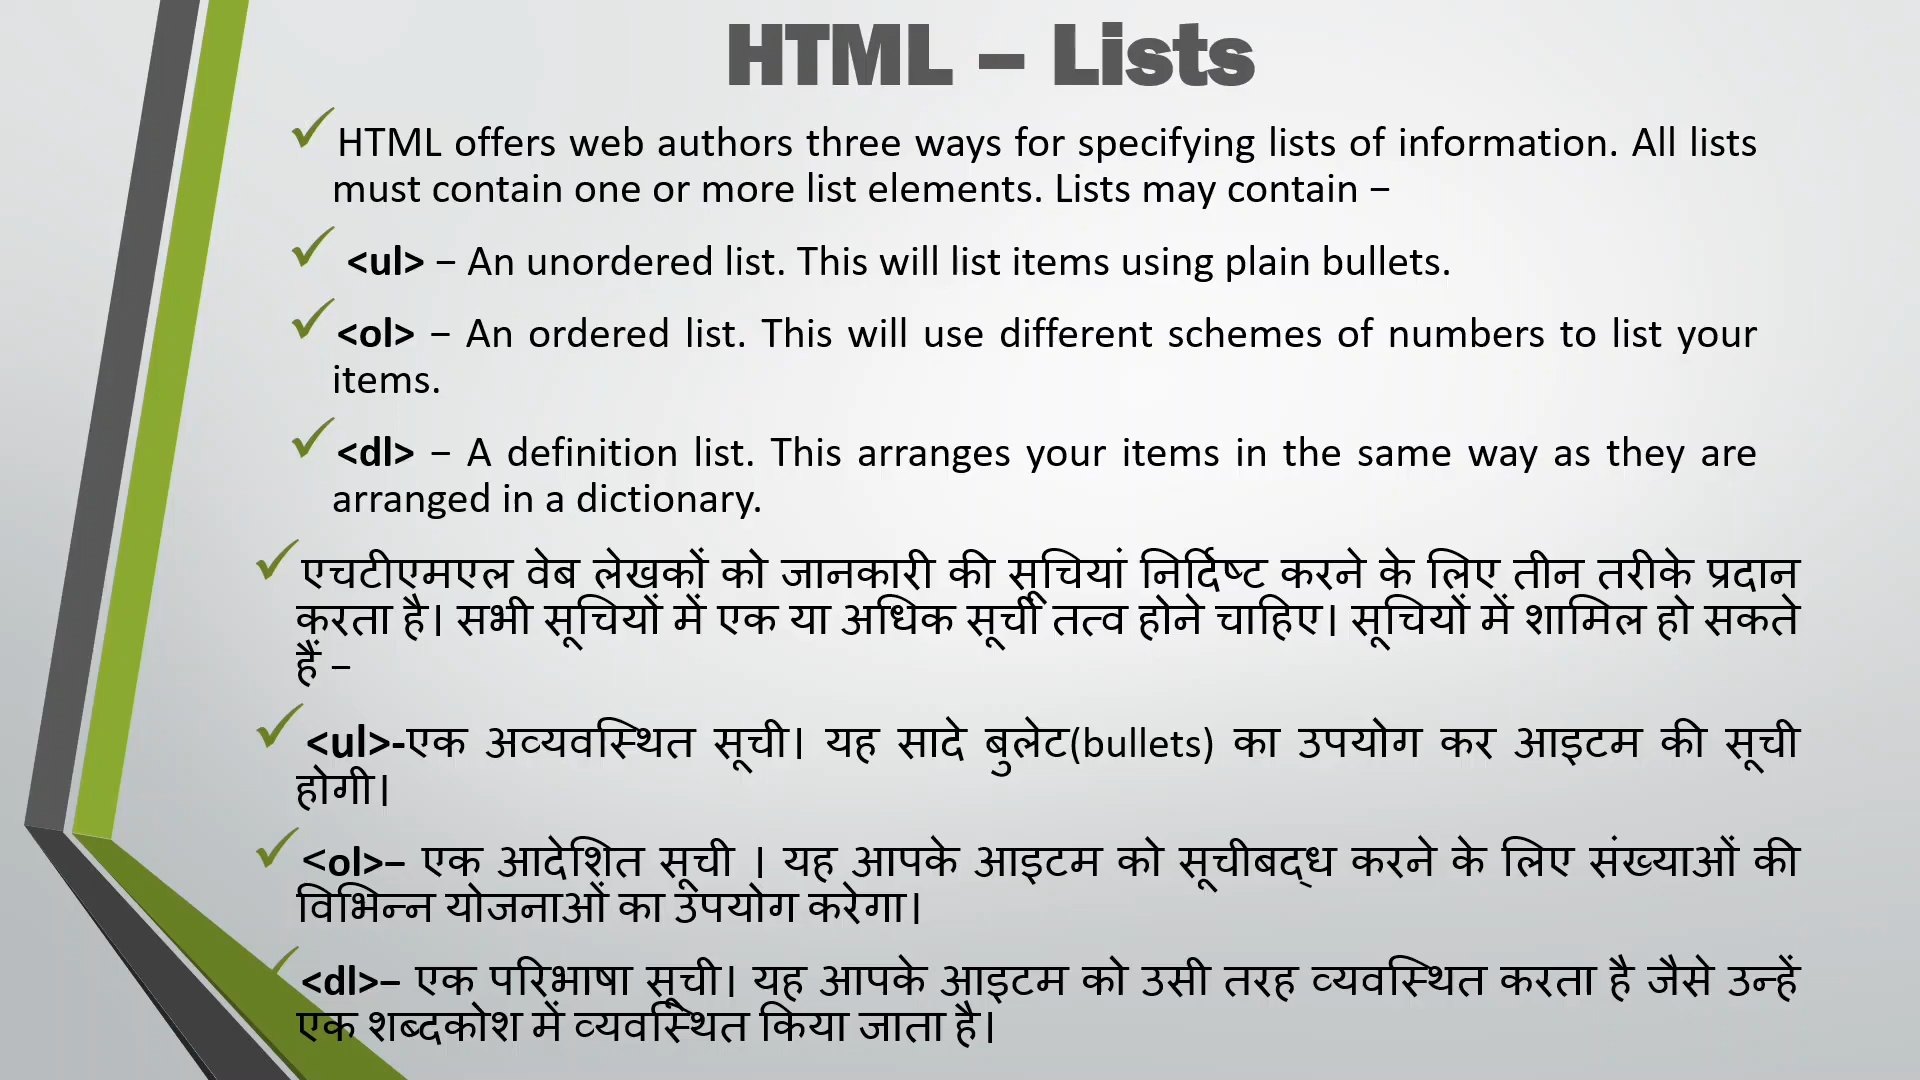 HTML – Lists
HTML offers web authors three ways for specifying lists of information. All lists
must contain one or more list elements. Lists may contain −
<ul> − An unordered list. This will list items using plain bullets.
<ol> − An ordered list. This will use different schemes of numbers to list your
items.
<dl> − A definition list. This arranges your items in the same way as they are
arranged in a dictionary.
एचटीएमएल वेब लेखकों को जानकारी की सूचियां निर्दिष्ट करने के लिए तीन तरीके प्रदान
करता है। सभी सूचियों में एक या अधिक सूची तत्व होने चाहिए। सूचियों में शामिल हो सकते
हैं −
<ul>-एक अव्यवस्थित सूची। यह सादे बुलेट(bullets) का उपयोग कर आइटम की सूची
होगी।
<ol>– एक आदेशित सूची । यह आपके आइटम को सूचीबद्ध करने के लिए संख्याओं की
विभिन्न योजनाओं का उपयोग करेगा।
<dl>– एक परिभाषा सूची। यह आपके आइटम को उसी तरह व्यवस्थित करता है जैसे उन्हें
एक शब्दकोश में व्यवस्थित किया जाता है।